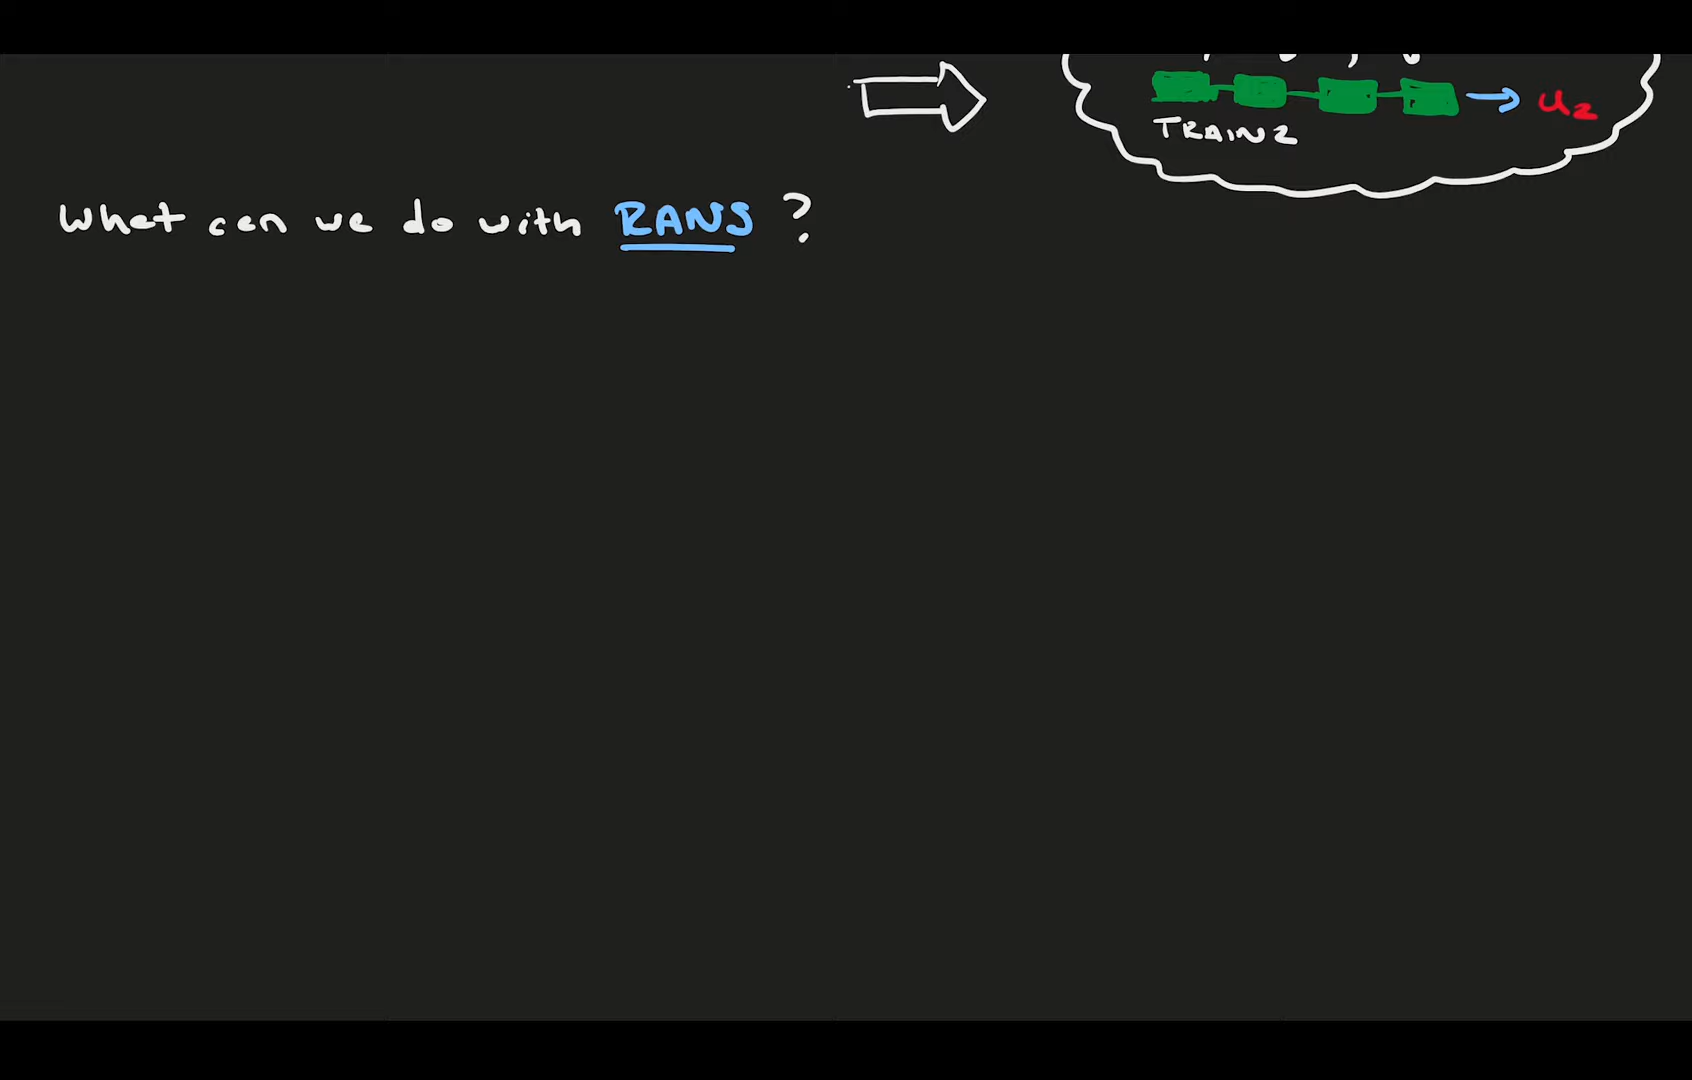 u₂
TRAIN 2
What can we do with RANS ?